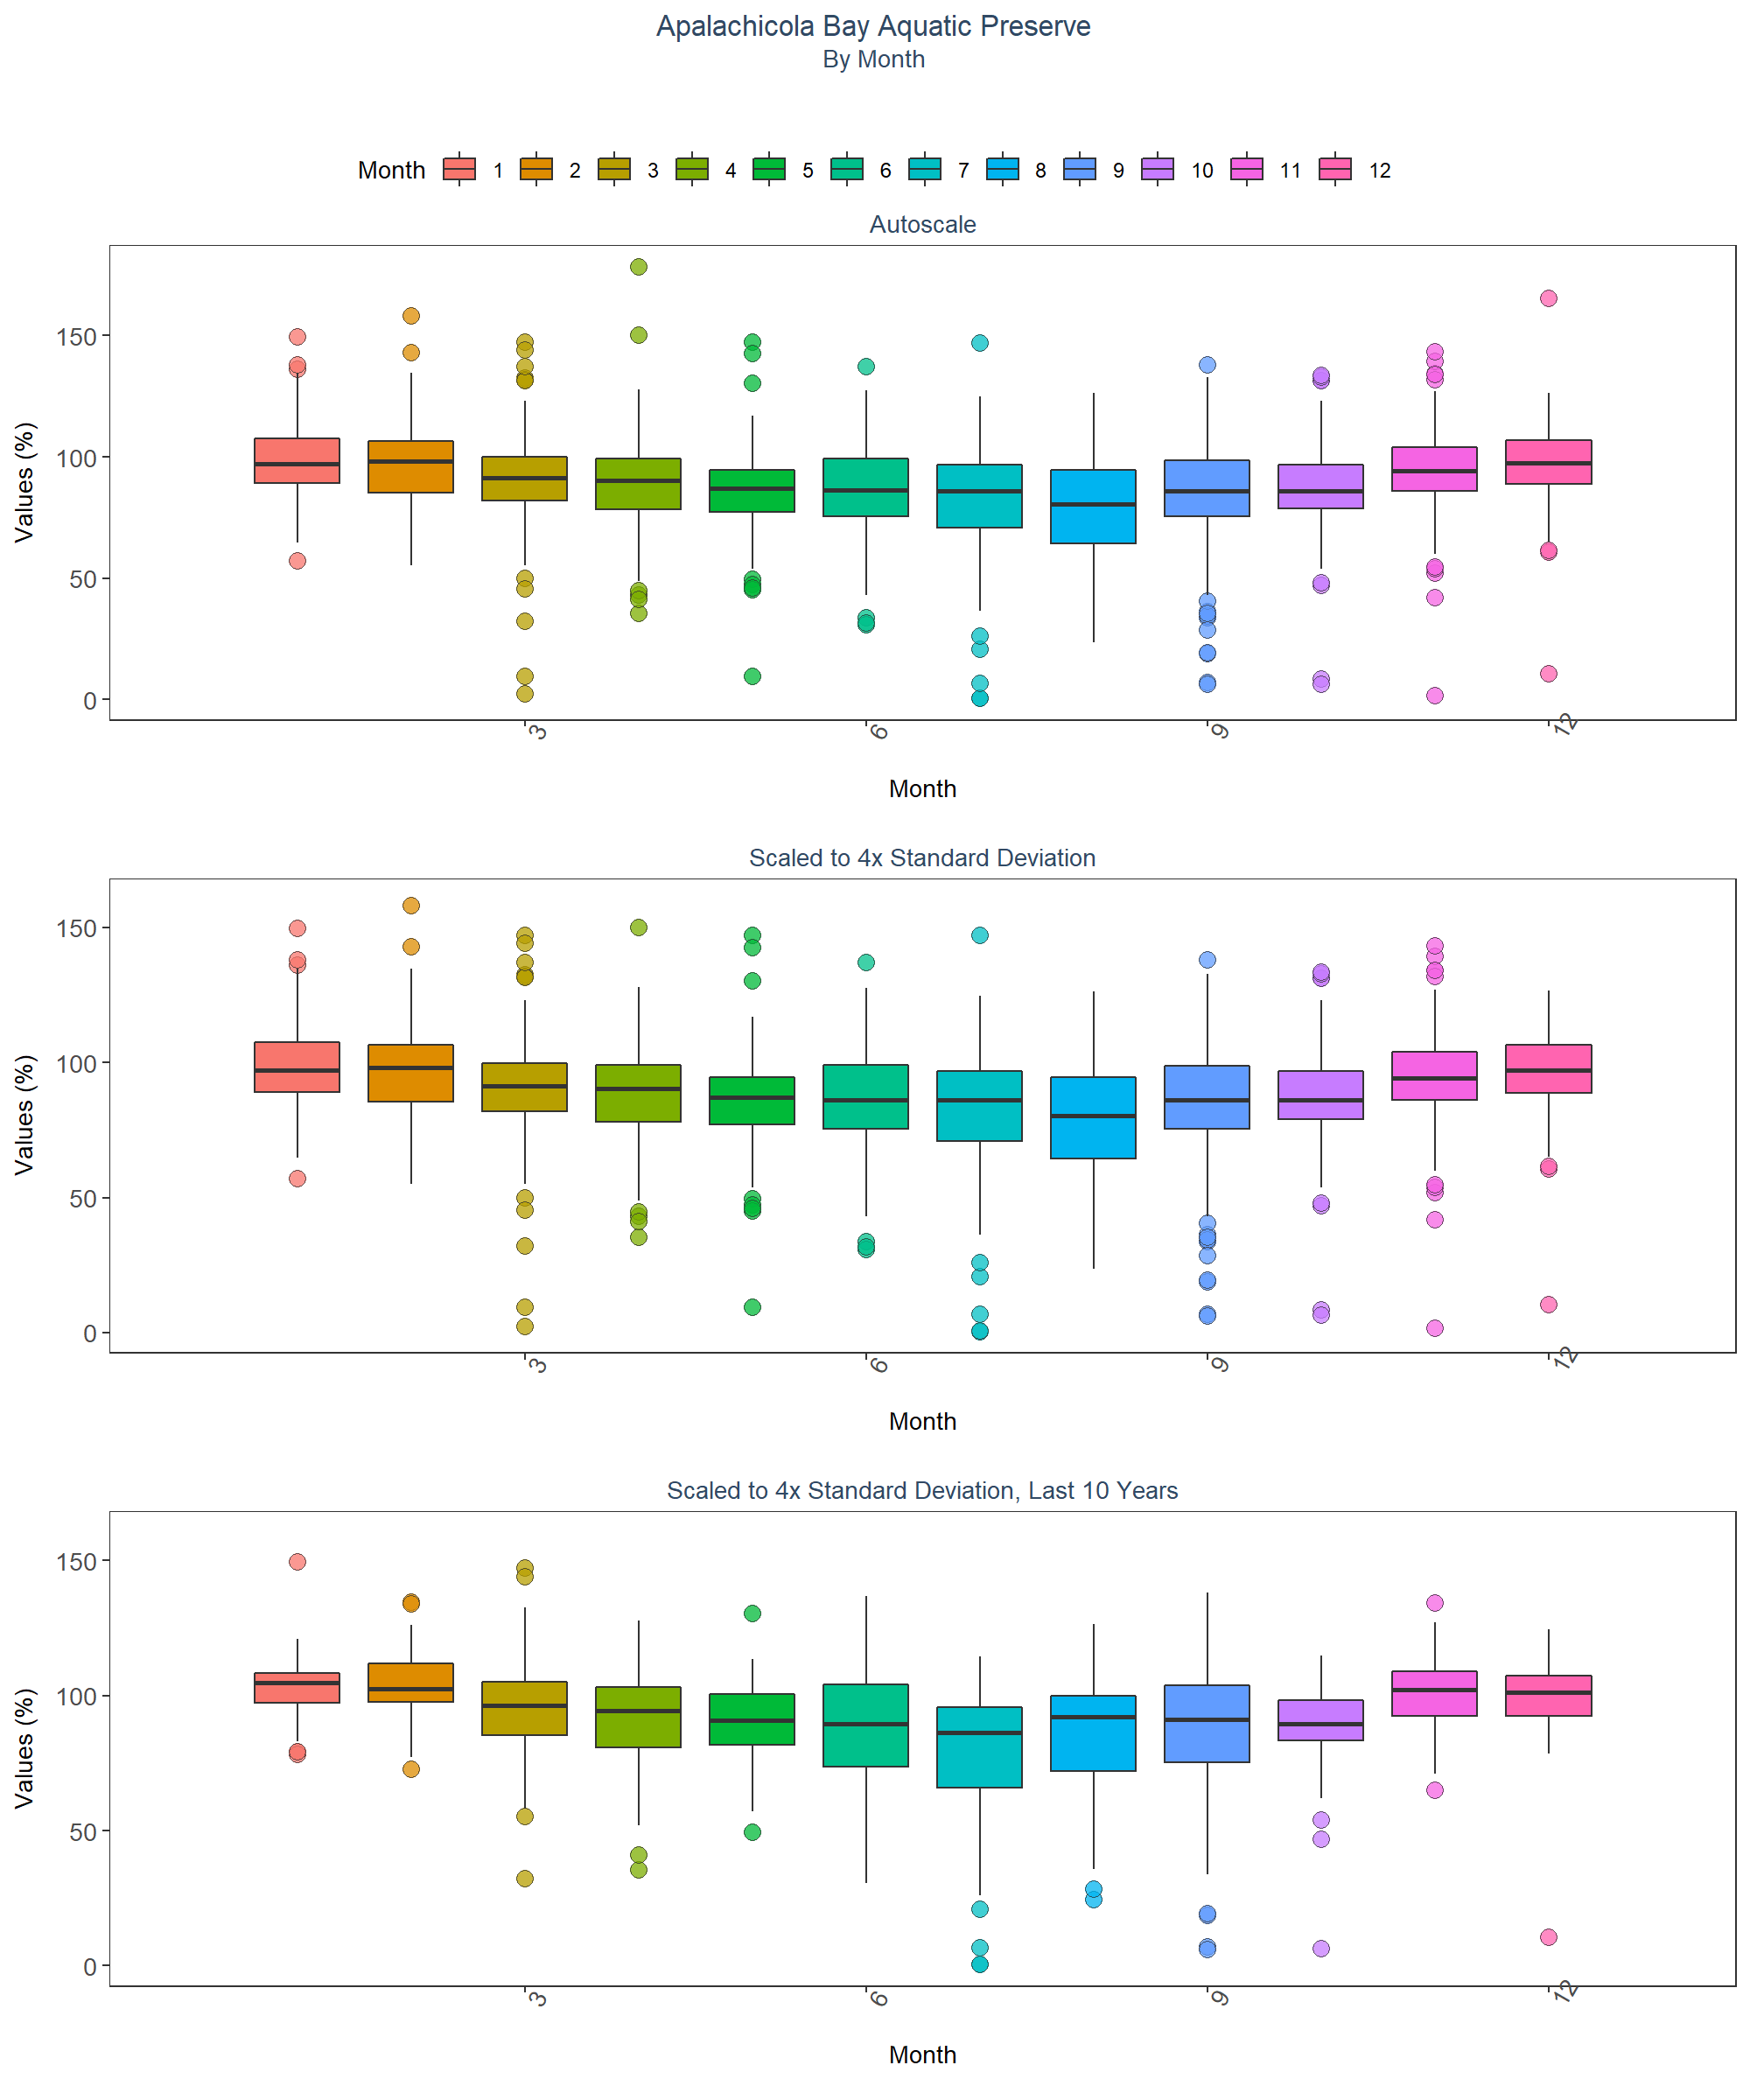 Apalachicola Bay Aquatic Preserve
By Month
Month 1 2 3 4 5 6 7 8 9 10 11 12
Autoscale
Values (%)
150
100
50
0
3 6 9 12
Month
Scaled to 4x Standard Deviation
Values (%)
150
100
50
0
3 6 9 12
Month
Scaled to 4x Standard Deviation, Last 10 Years
Values (%)
150
100
50
0
3 6 9 12
Month